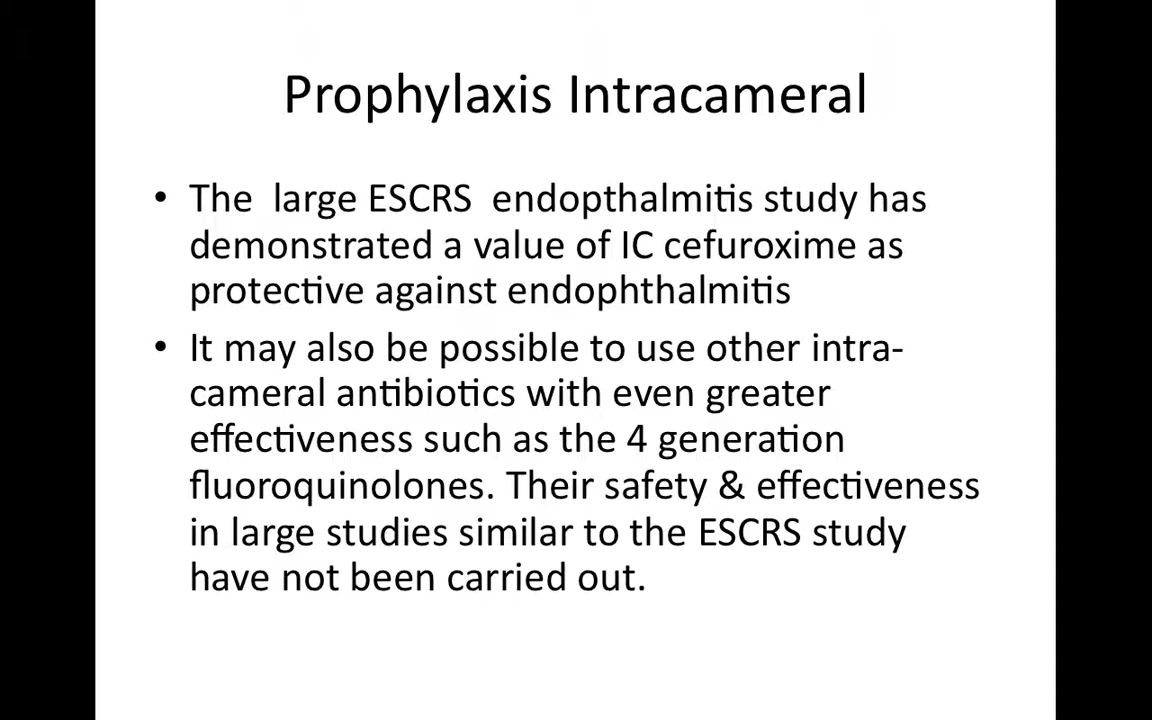 Prophylaxis Intracameral
• The large ESCRS endopthalmitis study has
demonstrated a value of IC cefuroxime as
protective against endophthalmitis
• It may also be possible to use other intra-
cameral antibiotics with even greater
effectiveness such as the 4 generation
fluoroquinolones. Their safety & effectiveness
in large studies similar to the ESCRS study
have not been carried out.